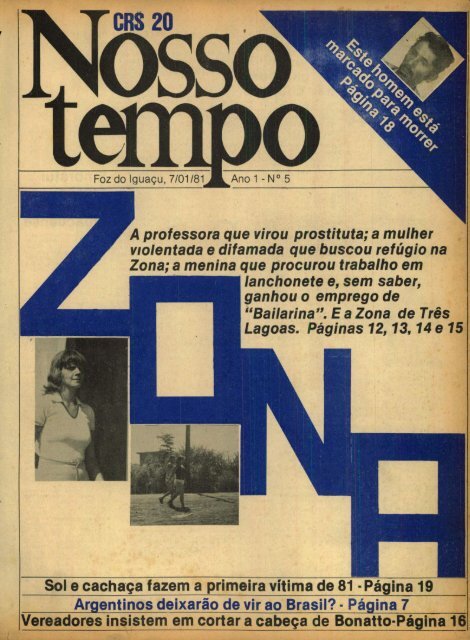 CR$ 20
Nosso
tempo
Foz do Iguaçu, 7/01/81 Ano 1 - Nº 5
Este homem está
marcado para morrer
Página 18
ZONA
A professora que virou prostituta; a mulher
violentada e difamada que buscou refúgio na
Zona; a menina que procurou trabalho em
lanchonete e, sem saber,
ganhou o emprego de
“Bailarina”. E a Zona de Três
Lagoas. Páginas 12, 13, 14 e 15
Sol e cachaça fazem a primeira vítima de 81 - Página 19
Argentinos deixarão de vir ao Brasil? - Página 7
Vereadores insistem em cortar a cabeça de Bonatto-Página 16